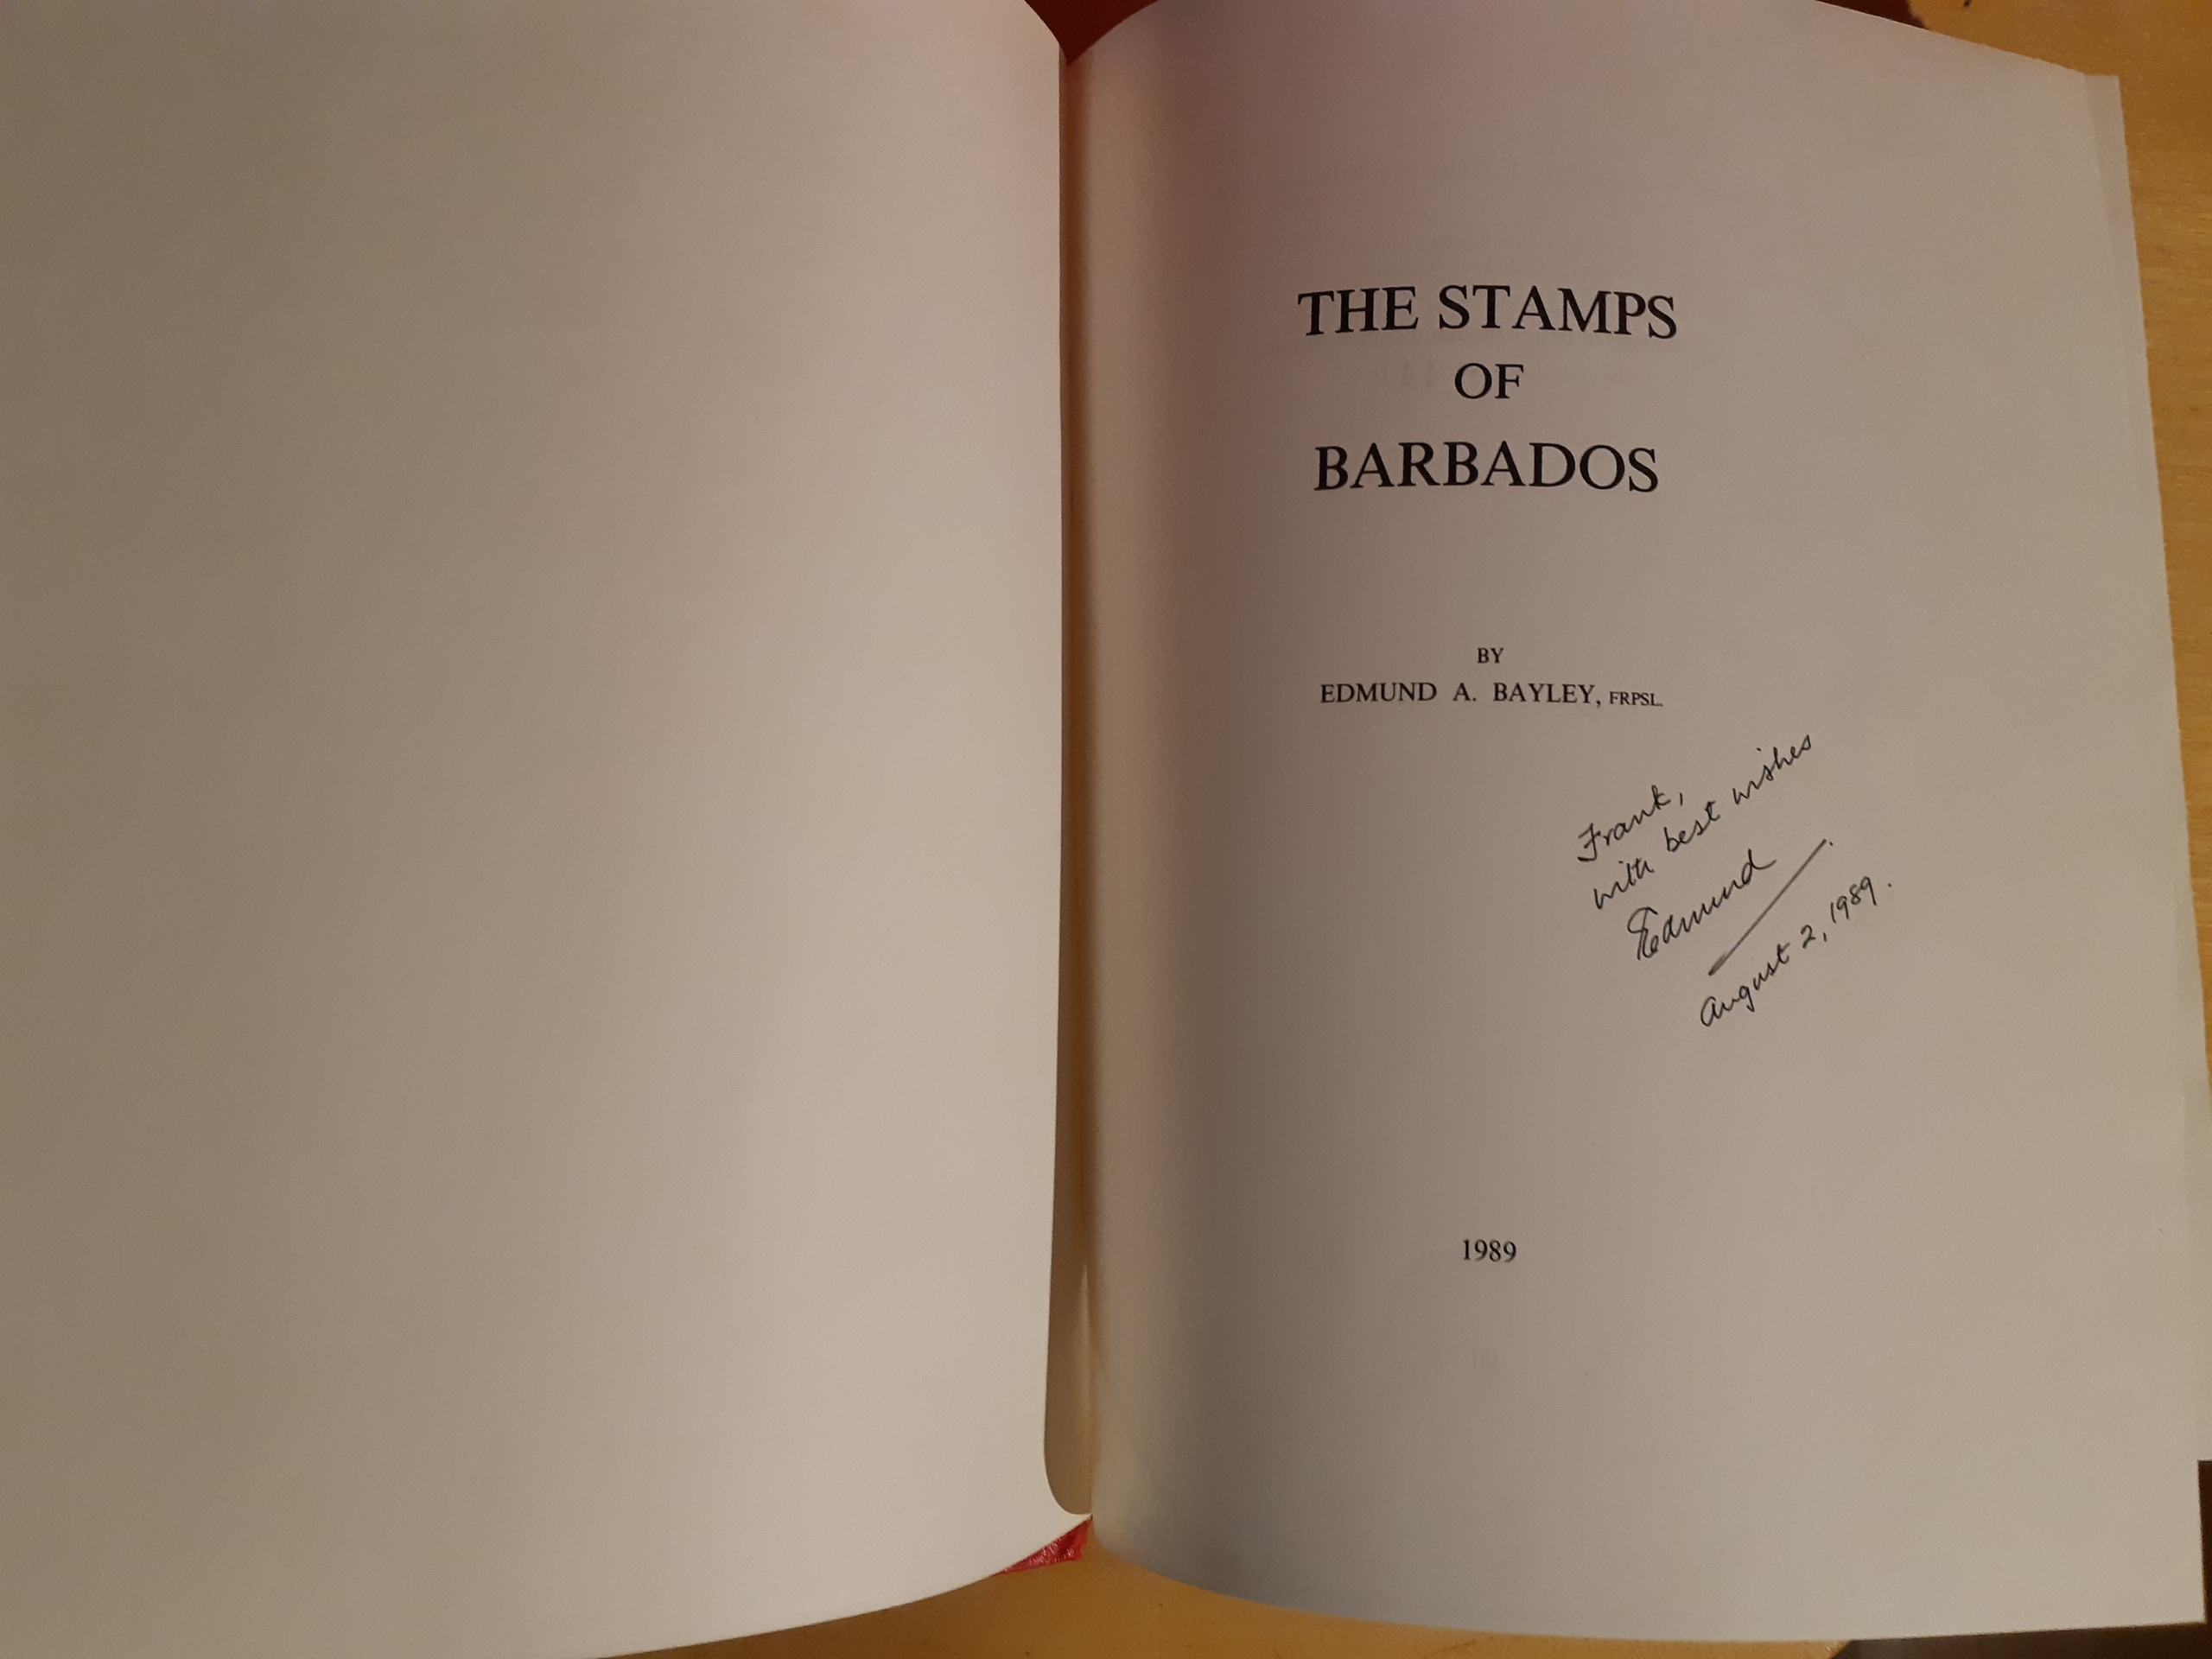 THE STAMPS
OF
BARBADOS
BY
EDMUND A. BAYLEY, FRPSL.
Frank,
with best wishes
Edmund
August 2, 1989.
1989